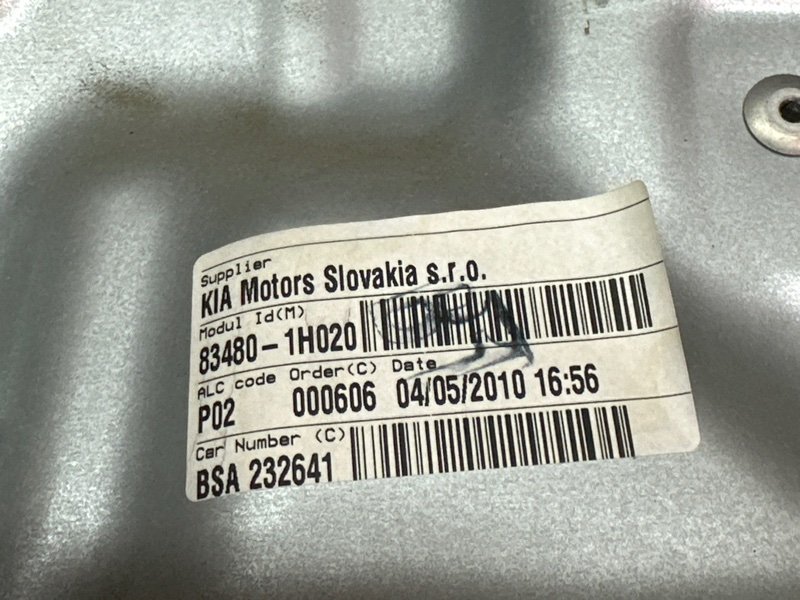 Supplier
KIA Motors Slovakia s.r.o.
Modul Id(M)
83480-1H020
ALC code Order(C) Date
P02 000606 04/05/2010 16:56
Car Number (C)
BSA 232641